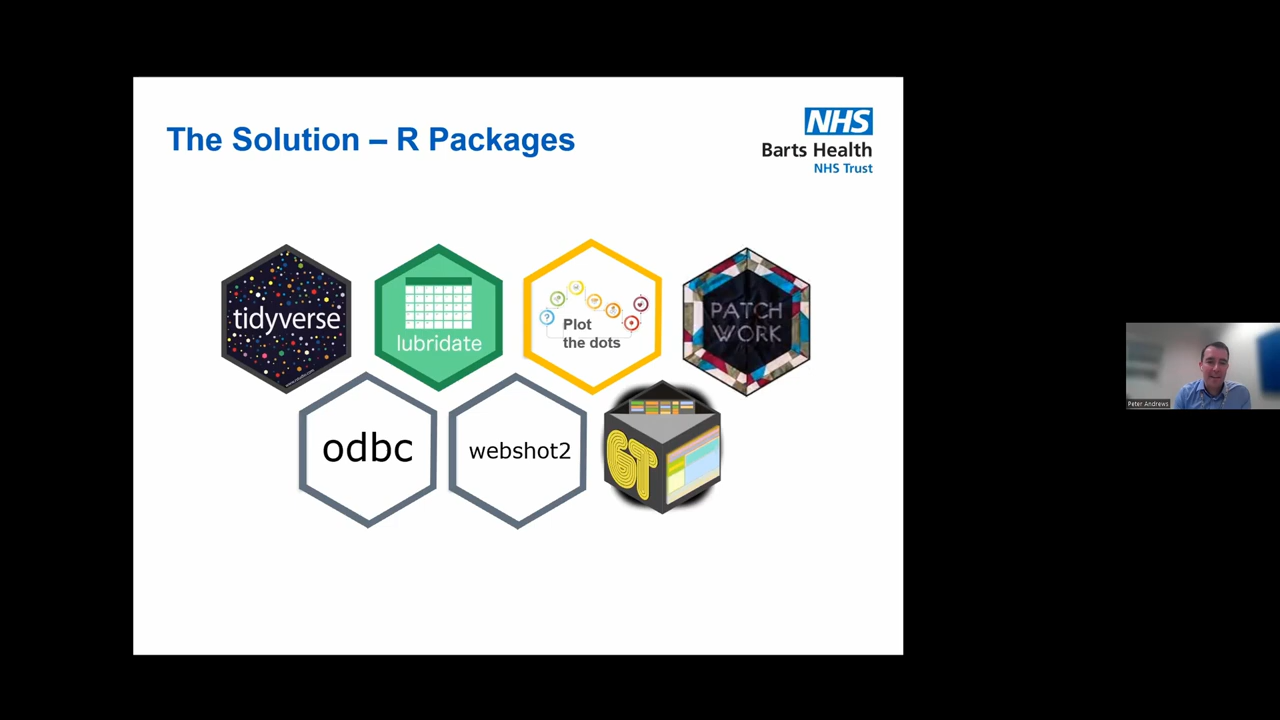 The Solution – R Packages
NHS
Barts Health
NHS Trust
tidyverse
lubridate
Plot
the dots
PATCH
WORK
odbc
webshot2
GT
Peter Andrews